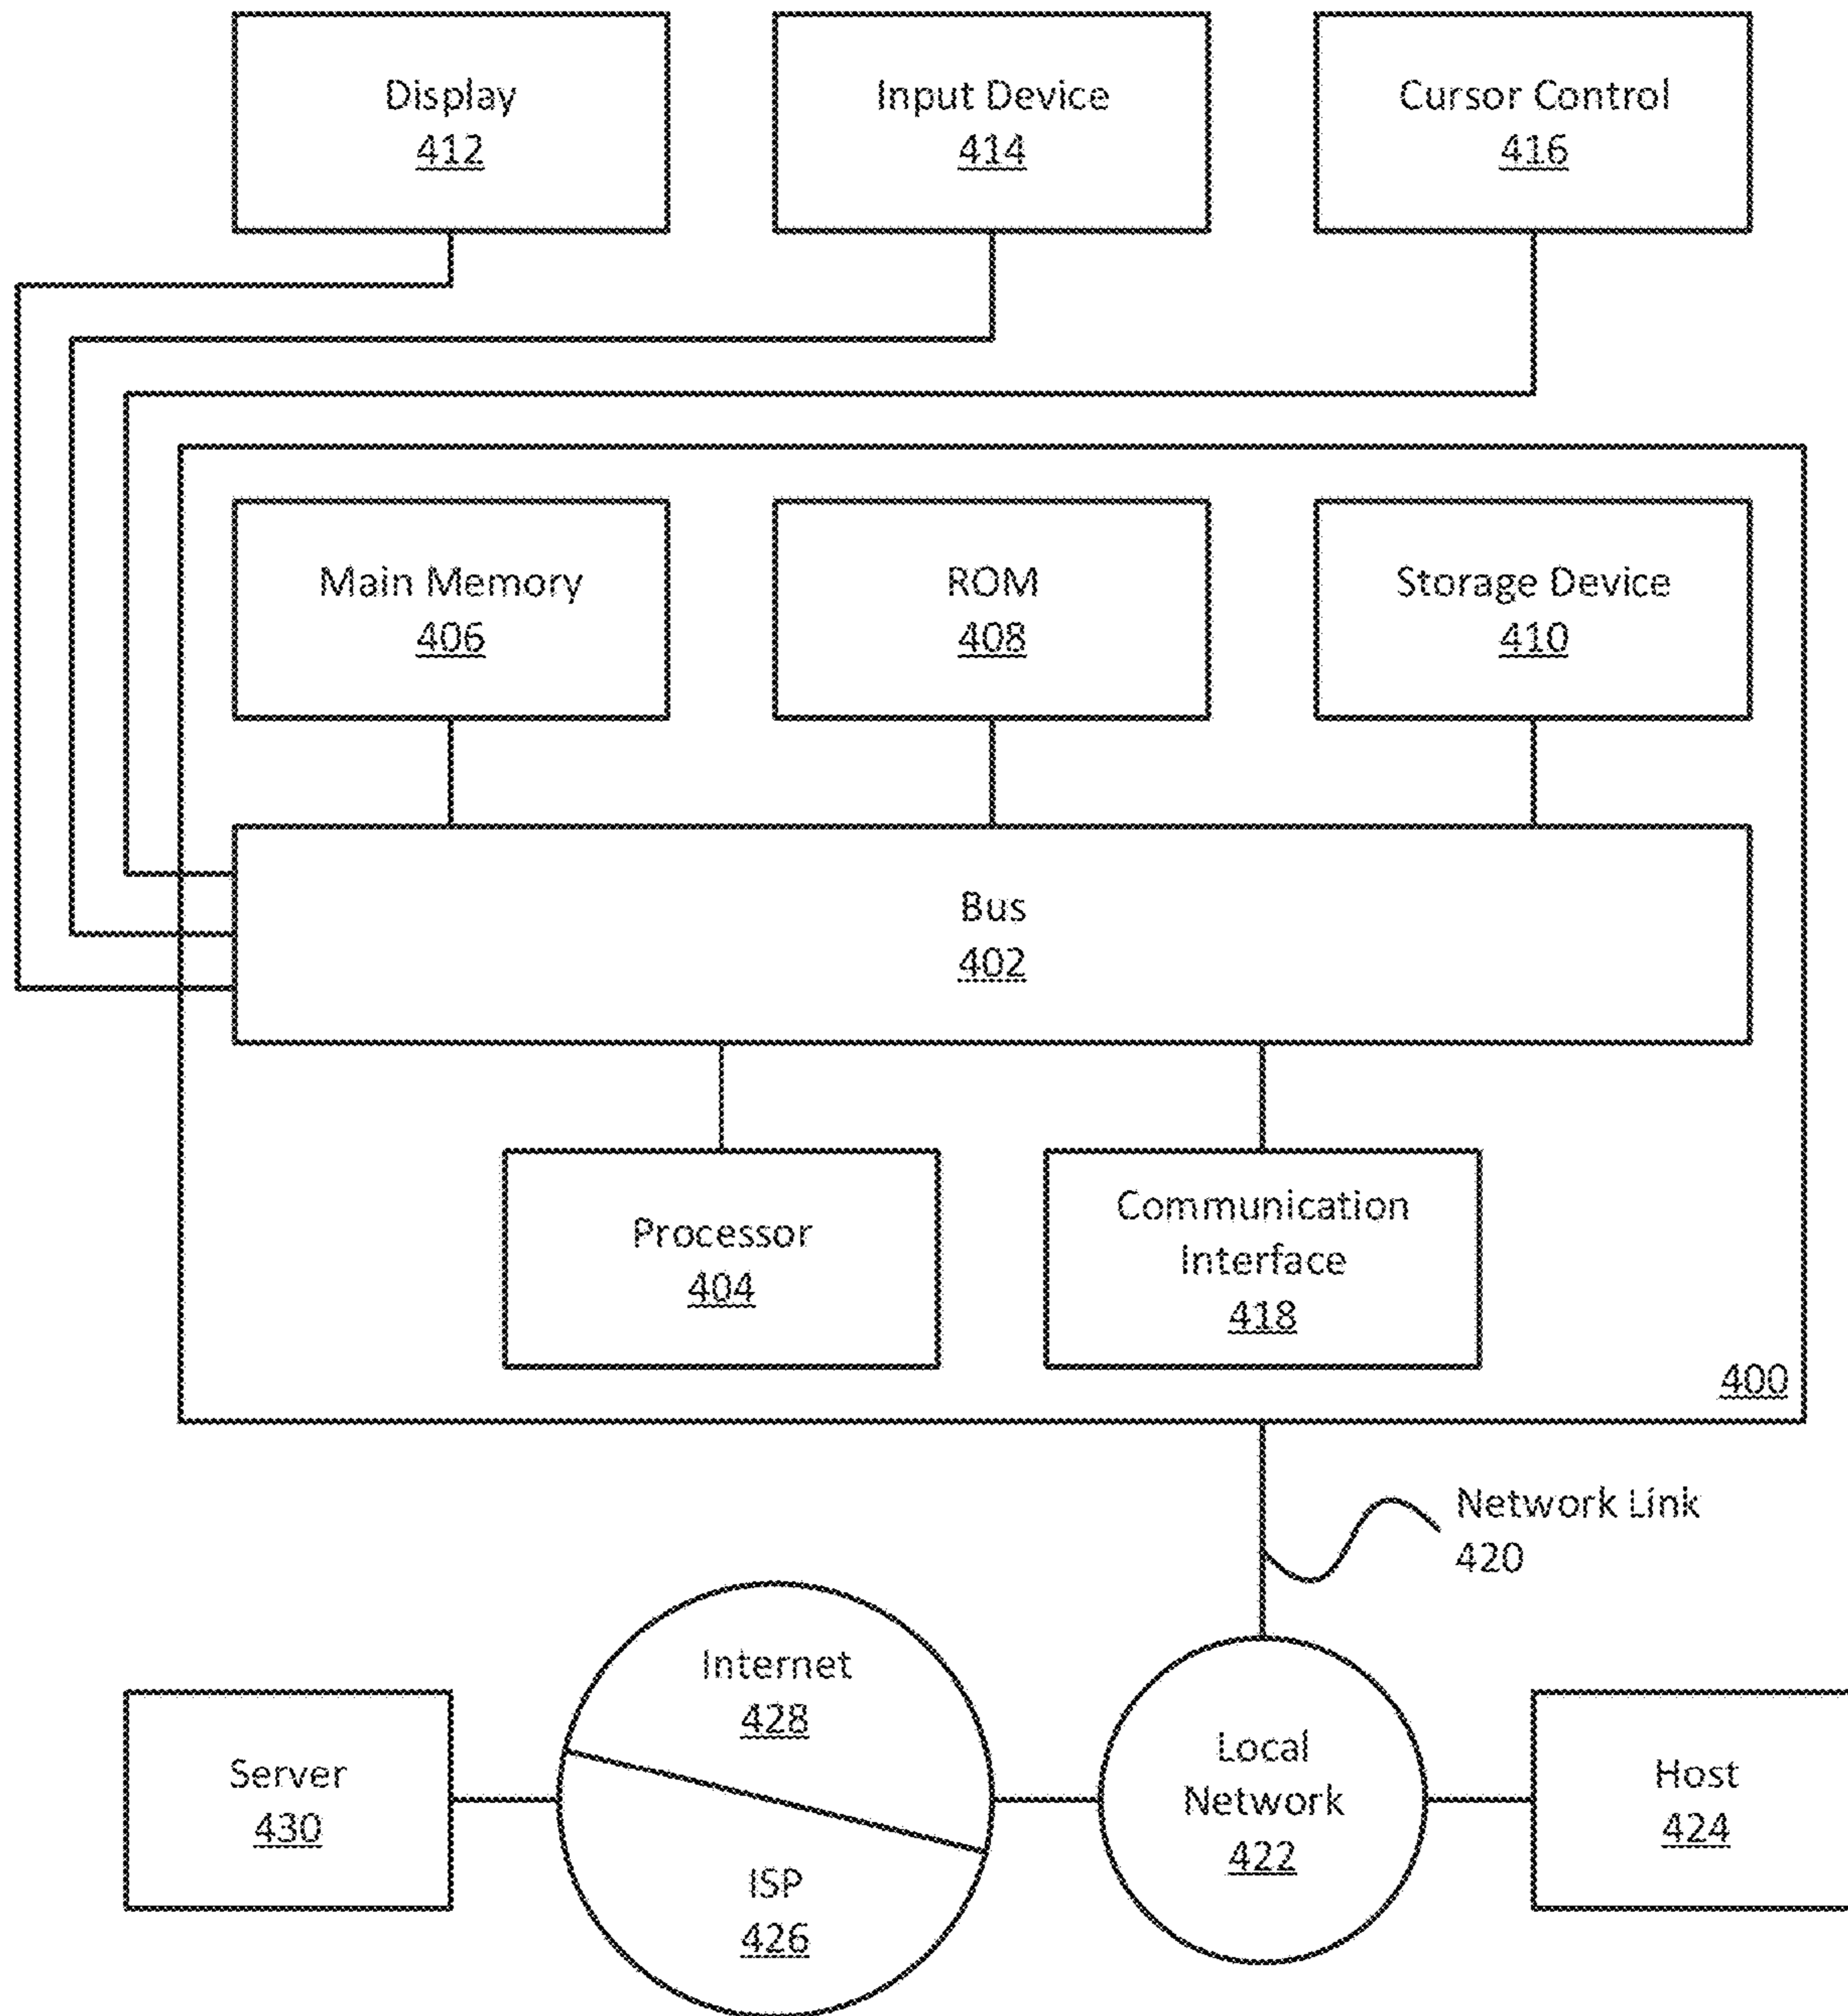 Display
412
Input Device
414
Cursor Control
416
Main Memory
406
ROM
408
Storage Device
410
Bus
402
Processor
404
Communication
Interface
418
400
Network Link
420
Internet
428
ISP
426
Server
430
Local
Network
422
Host
424